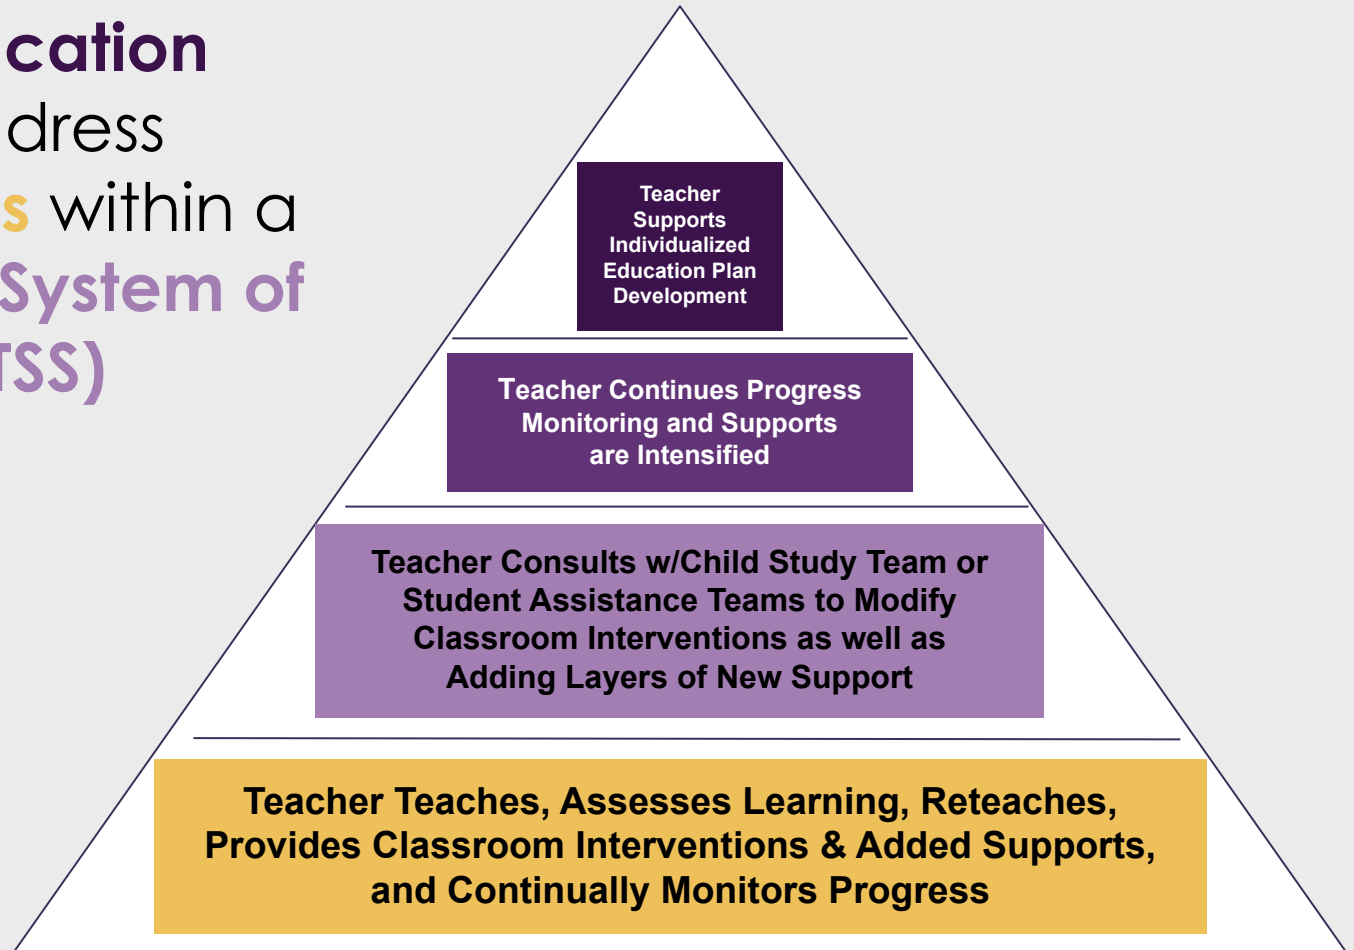 cation
dress
s within a
System of
TSS)
Teacher
Supports
Individualized
Education Plan
Development
Teacher Continues Progress
Monitoring and Supports
are Intensified
Teacher Consults w/Child Study Team or
Student Assistance Teams to Modify
Classroom Interventions as well as
Adding Layers of New Support
Teacher Teaches, Assesses Learning, Reteaches,
Provides Classroom Interventions & Added Supports,
and Continually Monitors Progress